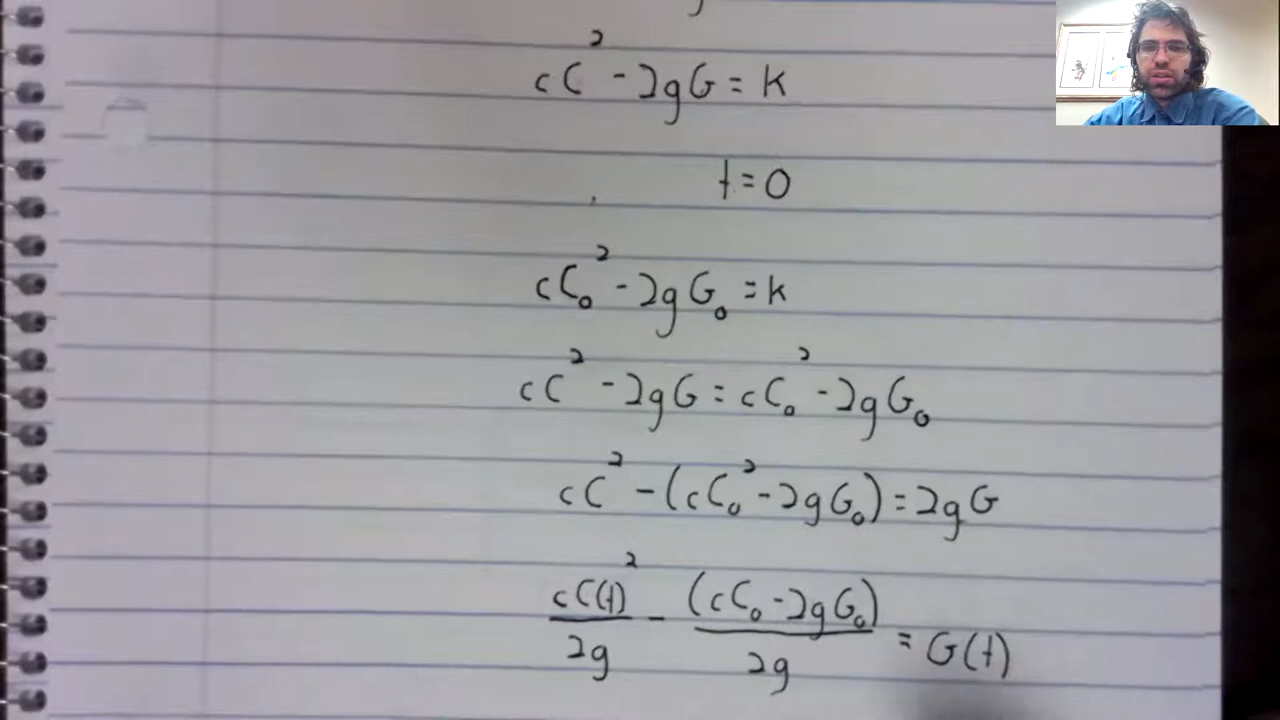 cC² - 2gG = k
t = 0
cC₀² - 2gG₀ = k
cC² - 2gG = cC₀² - 2gG₀
cC² - (cC₀² - 2gG₀) = 2gG
cC(t)²/2g - (cC₀ - 2gG₀)/2g = G(t)